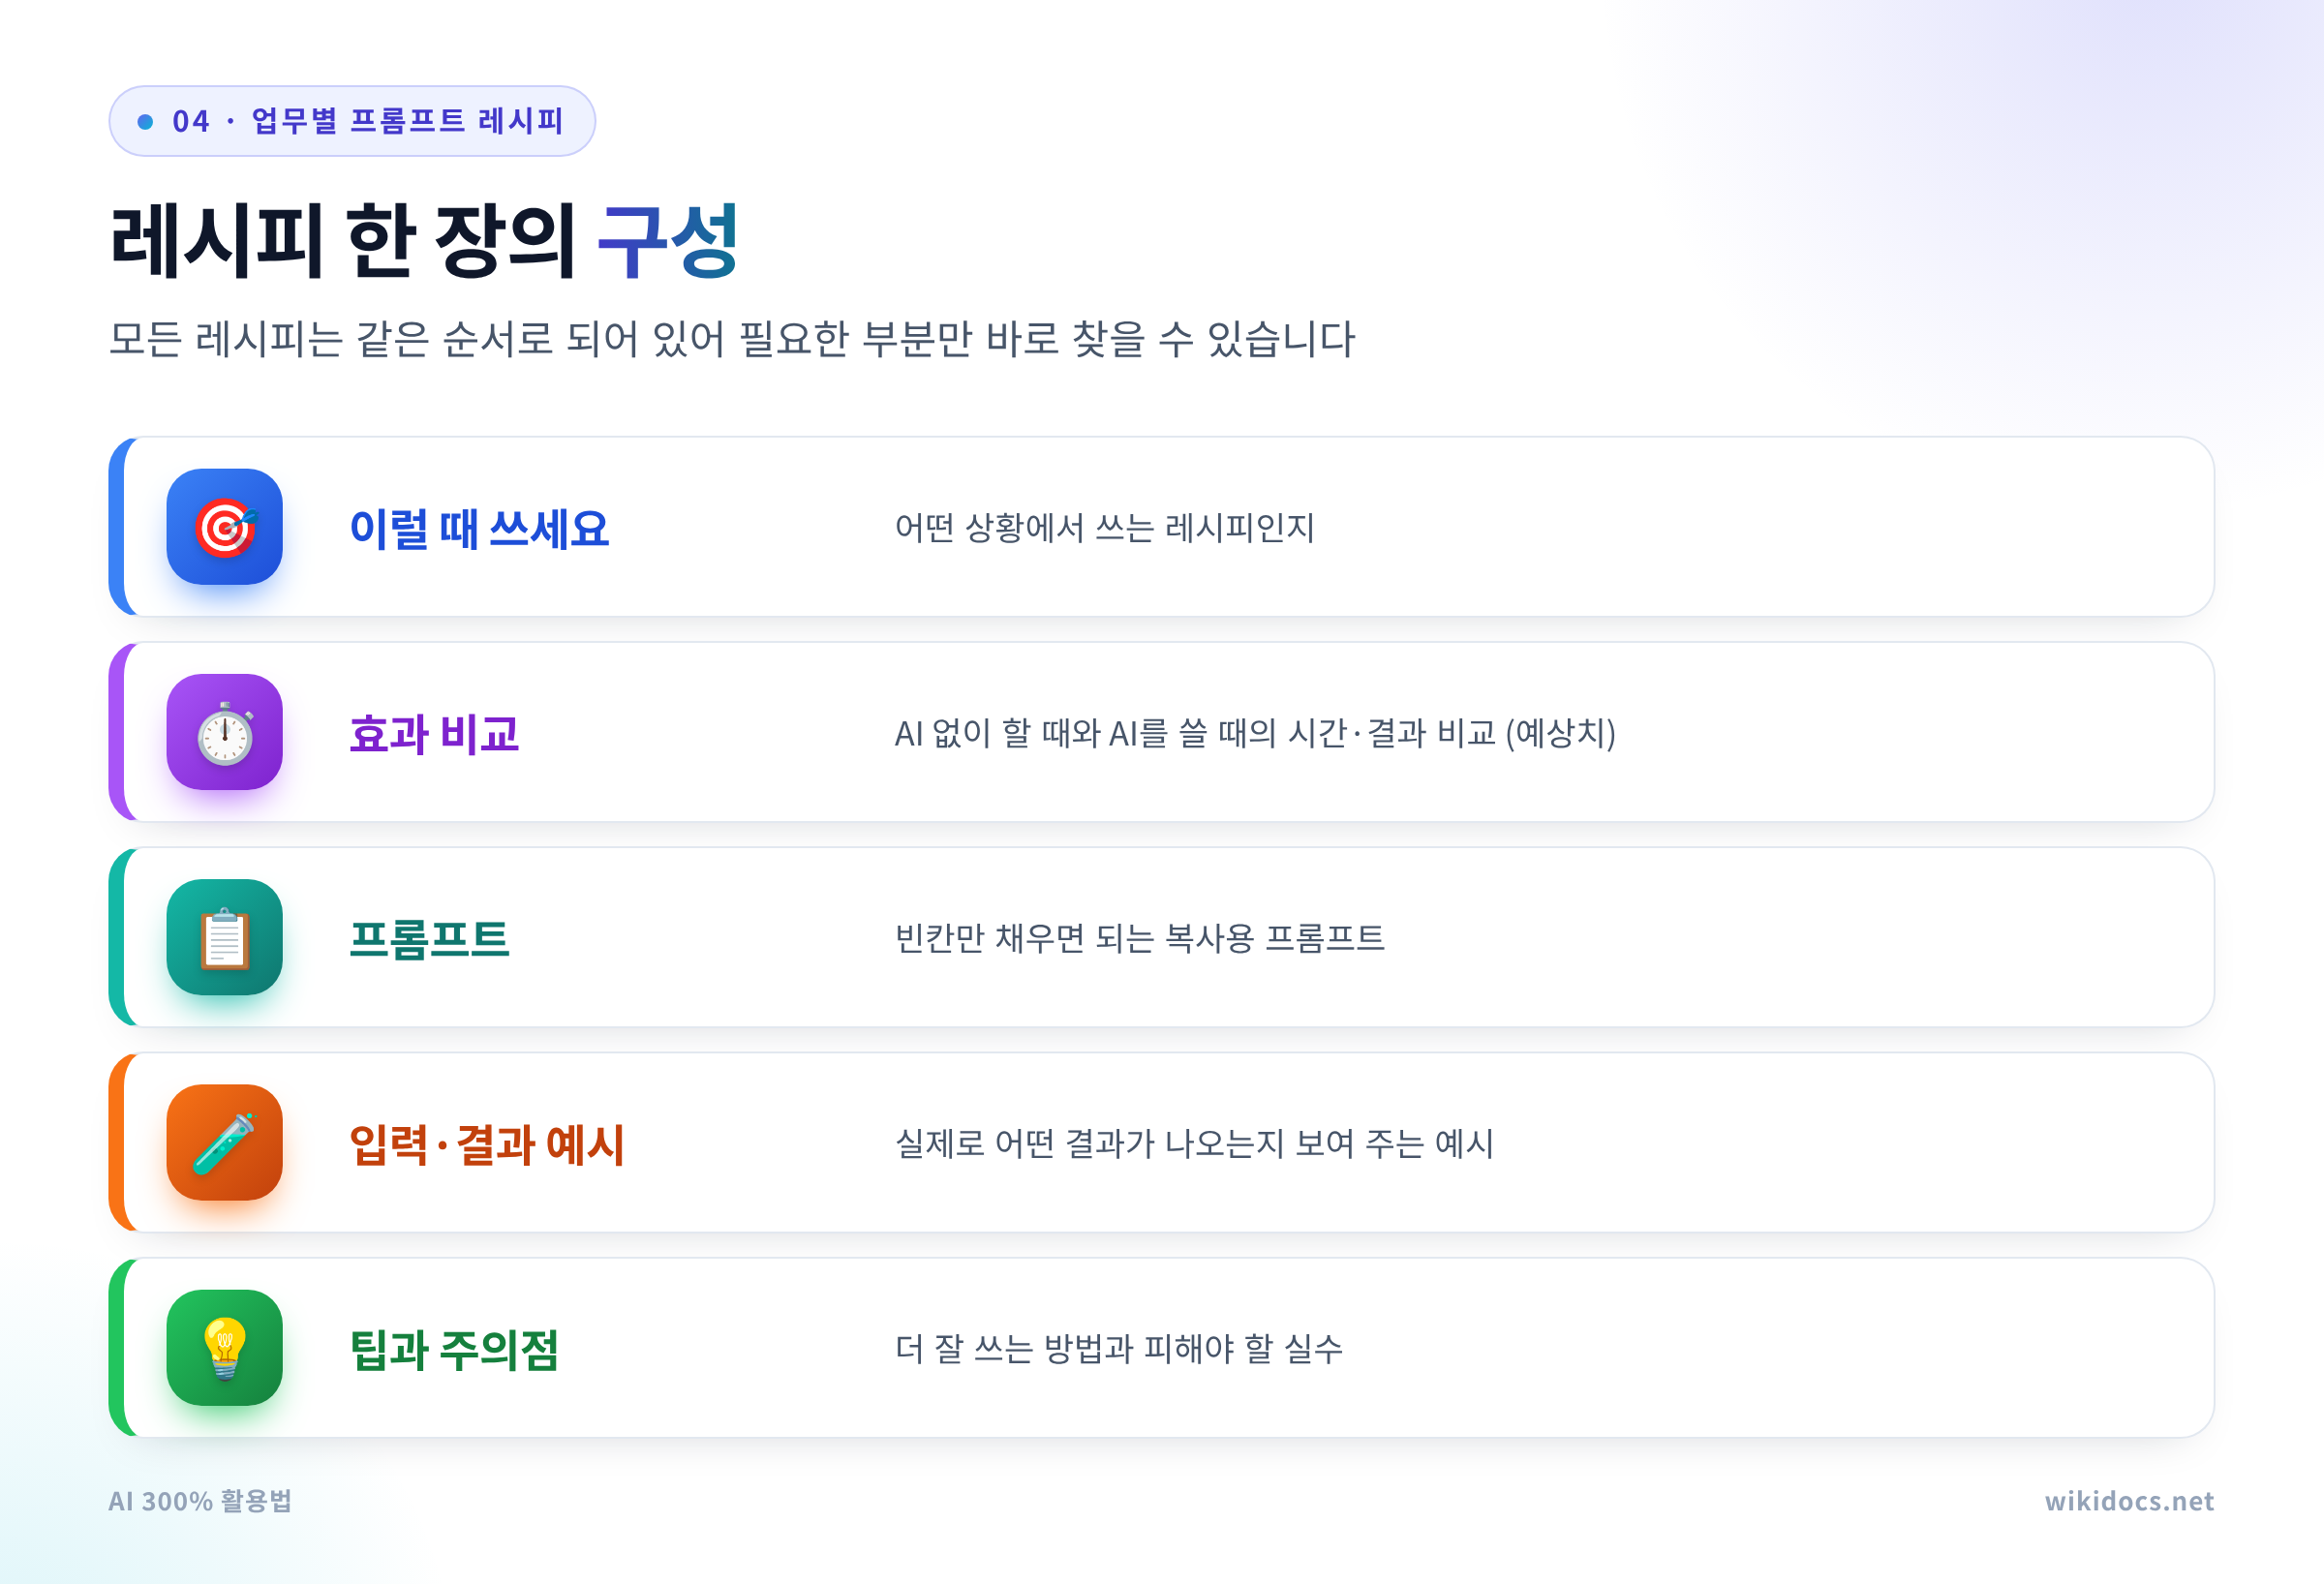 04 · 업무별 프롬프트 레시피
레시피 한 장의 구성
모든 레시피는 같은 순서로 되어 있어 필요한 부분만 바로 찾을 수 있습니다
이럴 때 쓰세요
어떤 상황에서 쓰는 레시피인지
효과 비교
AI 없이 할 때와 AI를 쓸 때의 시간·결과 비교 (예상치)
프롬프트
빈칸만 채우면 되는 복사용 프롬프트
입력·결과 예시
실제로 어떤 결과가 나오는지 보여 주는 예시
팁과 주의점
더 잘 쓰는 방법과 피해야 할 실수
AI 300% 활용법
wikidocs.net